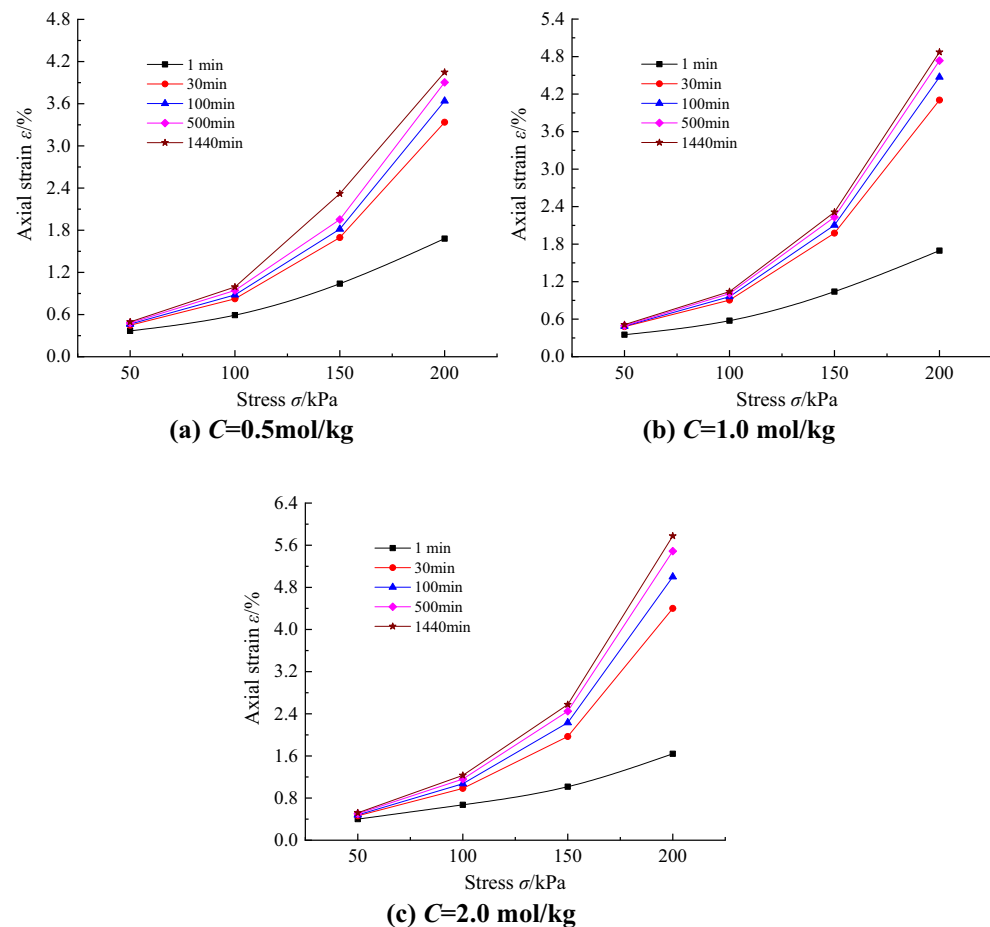 4.8
4.2
3.6
3.0
2.4
1.8
1.2
0.6
0.0
Axial strain ε/%
1 min
30min
100min
500min
1440min
50 100 150 200
Stress σ/kPa
(a) C=0.5mol/kg
5.4
4.8
4.2
3.6
3.0
2.4
1.8
1.2
0.6
0.0
Axial strain ε/%
1 min
30min
100min
500min
1440min
50 100 150 200
Stress σ/kPa
(b) C=1.0 mol/kg
6.4
5.6
4.8
4.0
3.2
2.4
1.6
0.8
0.0
Axial strain ε/%
1 min
30min
100min
500min
1440min
50 100 150 200
Stress σ/kPa
(c) C=2.0 mol/kg